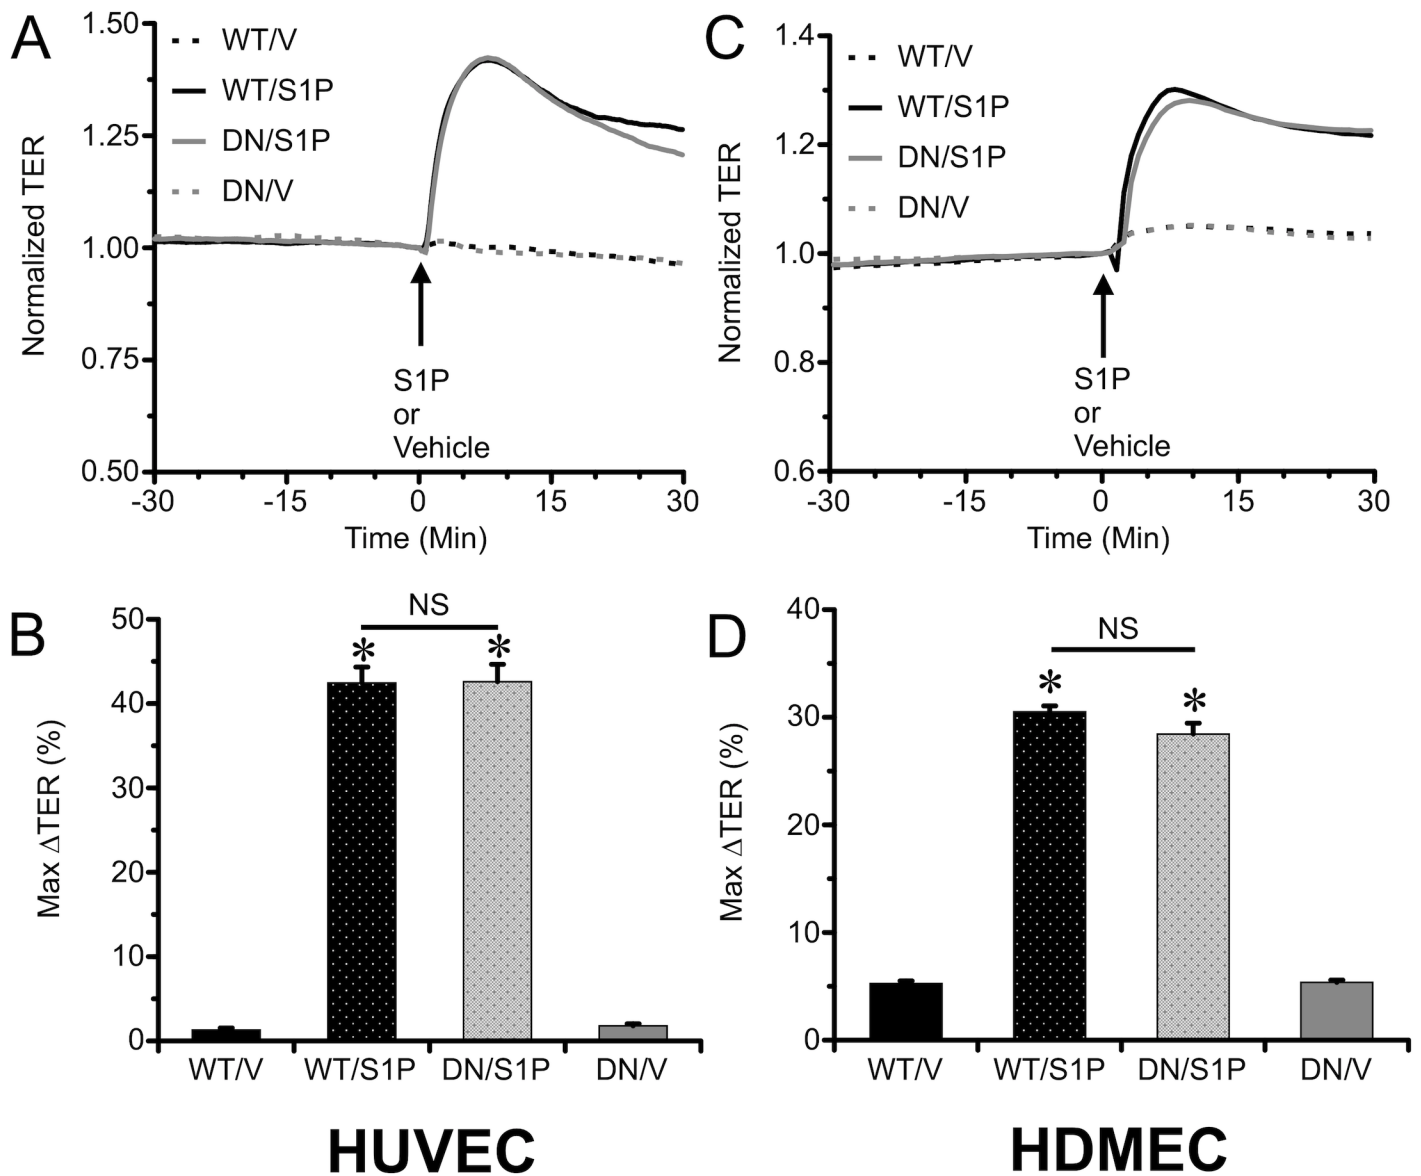 A
1.50
1.25
1.00
0.75
0.50
Normalized TER
WT/V
WT/S1P
DN/S1P
DN/V
S1P
or
Vehicle
-30 -15 0 15 30
Time (Min)
C
1.4
1.2
1.0
0.8
0.6
Normalized TER
WT/V
WT/S1P
DN/S1P
DN/V
S1P
or
Vehicle
-30 -15 0 15 30
Time (Min)
B
50
40
30
20
10
0
Max ΔTER (%)
NS
* *
WT/V WT/S1P DN/S1P DN/V
HUVEC
D
40
30
20
10
0
Max ΔTER (%)
NS
* *
WT/V WT/S1P DN/S1P DN/V
HDMEC